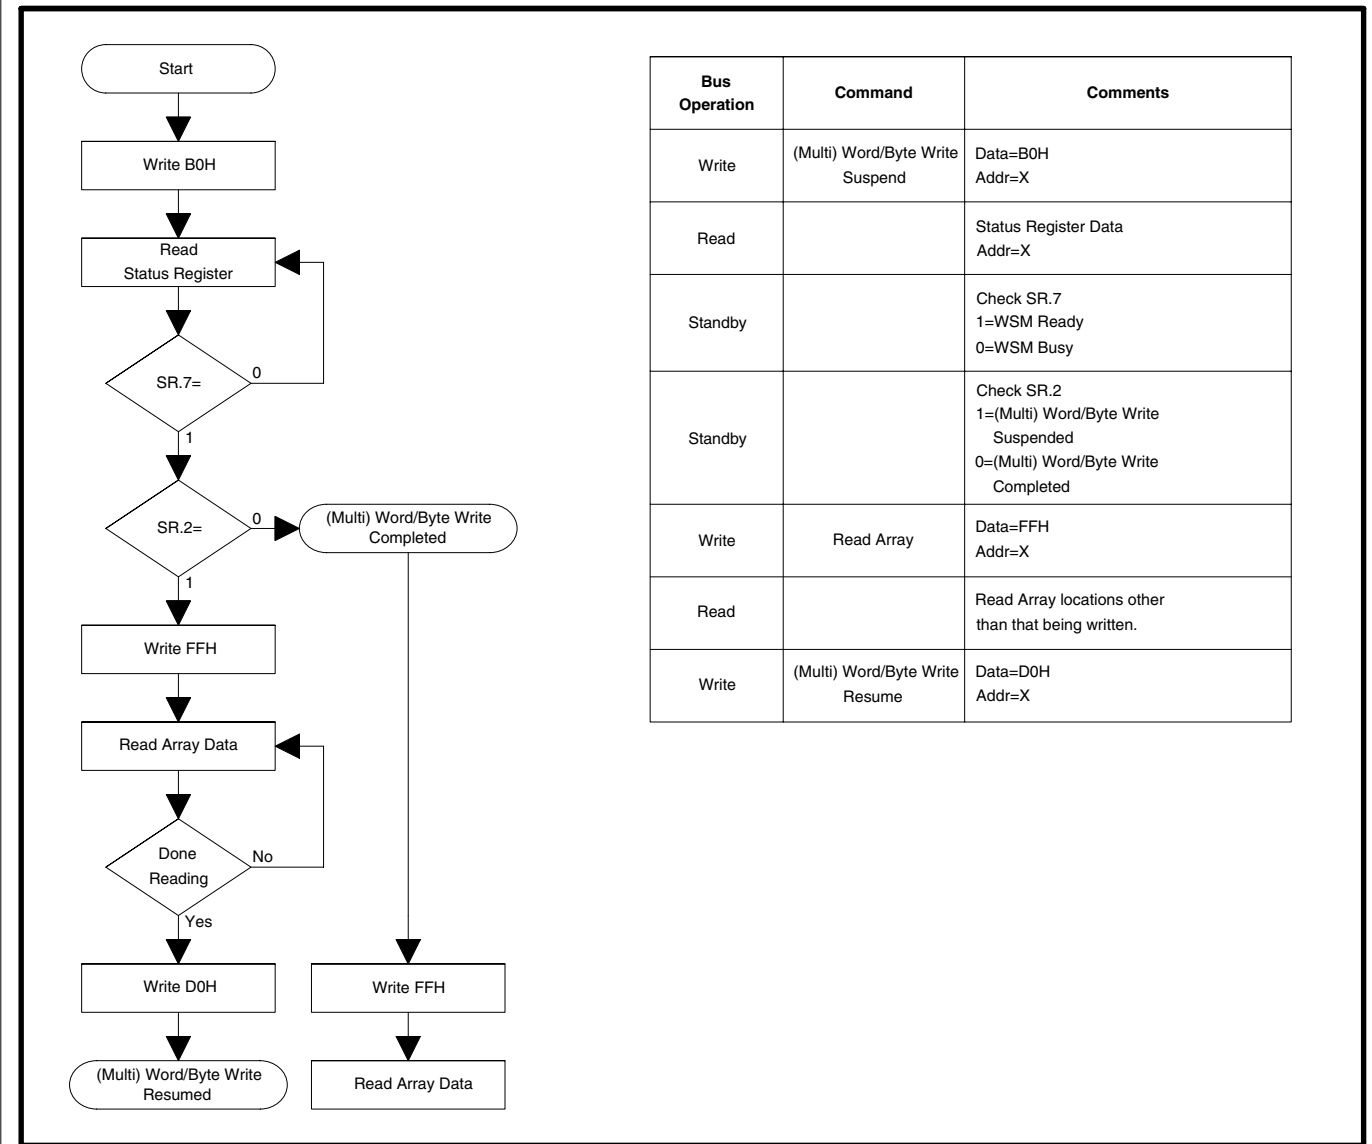 Start
Write B0H
Read
Status Register
SR.7=
0
1
SR.2=
0
(Multi) Word/Byte Write
Completed
1
Write FFH
Read Array Data
Done
Reading
No
Yes
Write D0H
Write FFH
(Multi) Word/Byte Write
Resumed
Read Array Data
Bus
Operation
Command
Comments
Write
(Multi) Word/Byte Write
Suspend
Data=B0H
Addr=X
Read
Status Register Data
Addr=X
Standby
Check SR.7
1=WSM Ready
0=WSM Busy
Standby
Check SR.2
1=(Multi) Word/Byte Write
Suspended
0=(Multi) Word/Byte Write
Completed
Write
Read Array
Data=FFH
Addr=X
Read
Read Array locations other
than that being written.
Write
(Multi) Word/Byte Write
Resume
Data=D0H
Addr=X